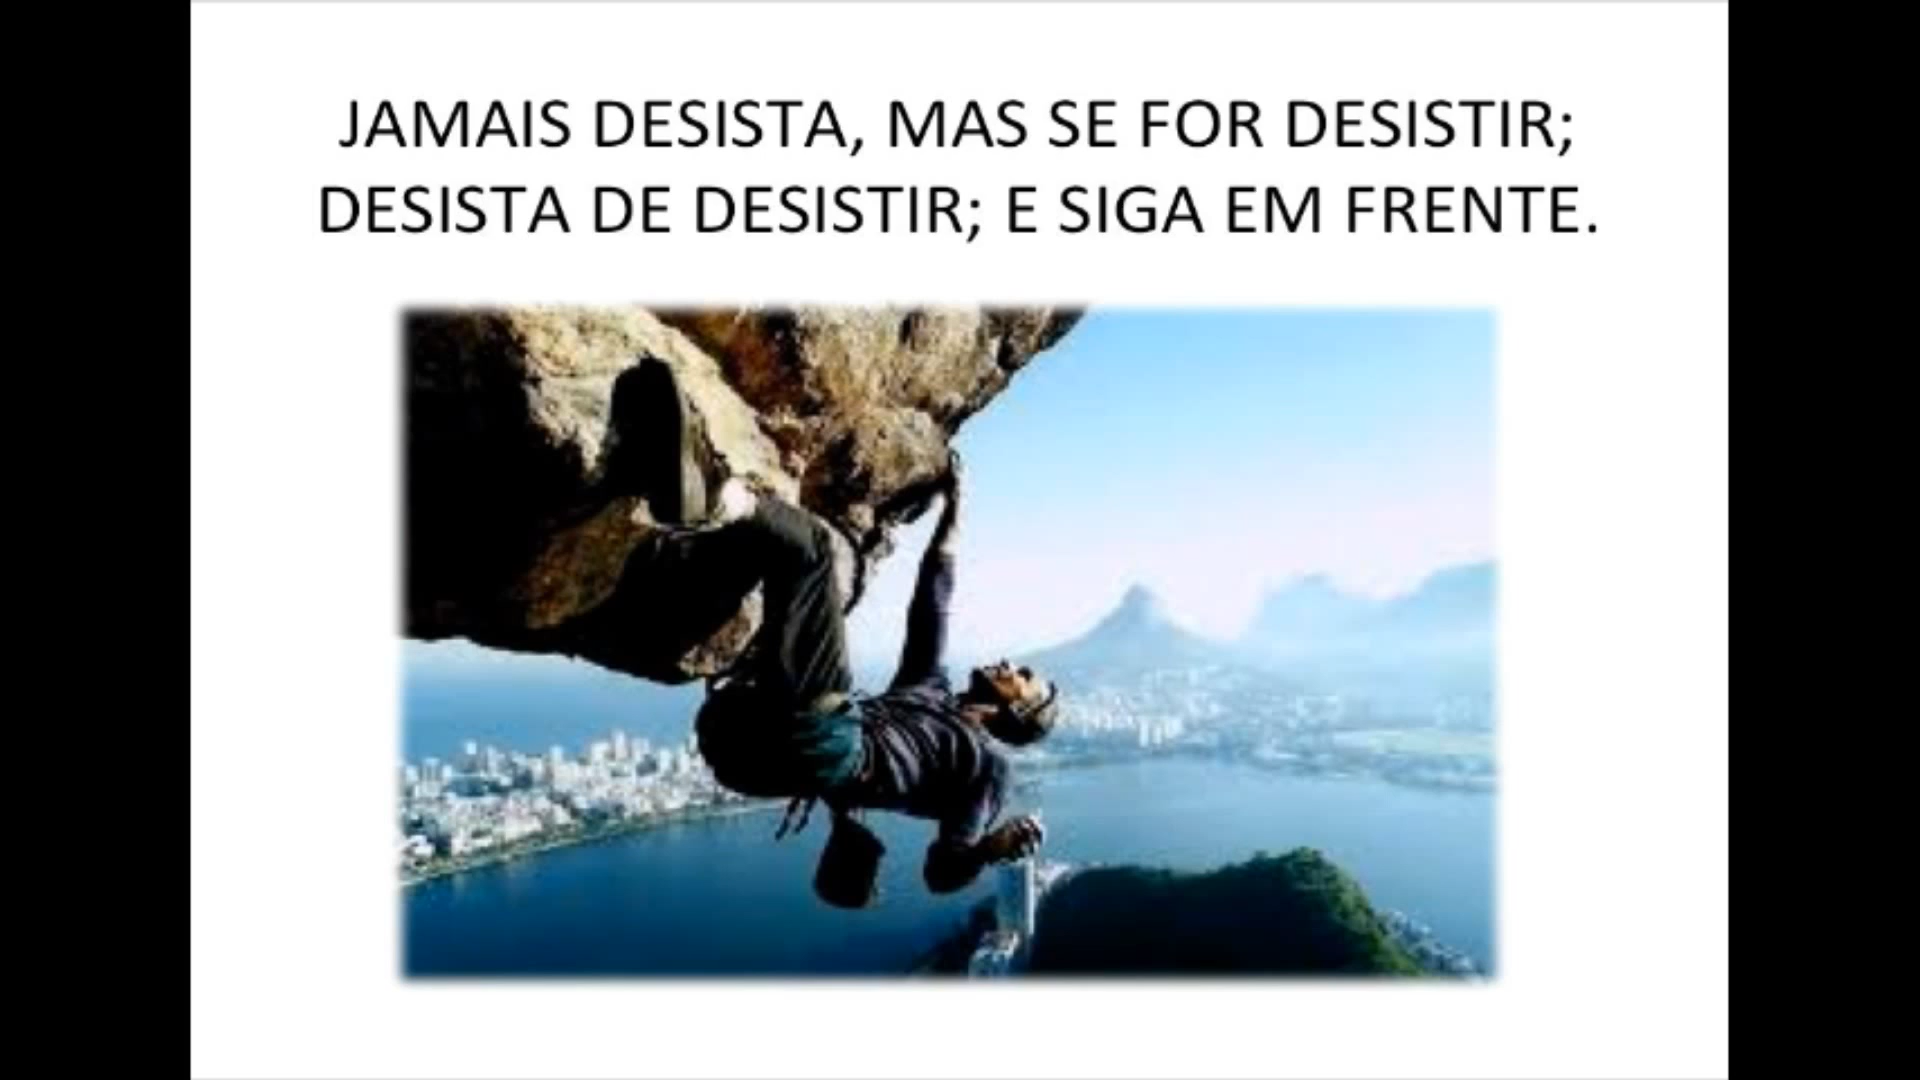 JAMAIS DESISTA, MAS SE FOR DESISTIR;
DESISTA DE DESISTIR; E SIGA EM FRENTE.